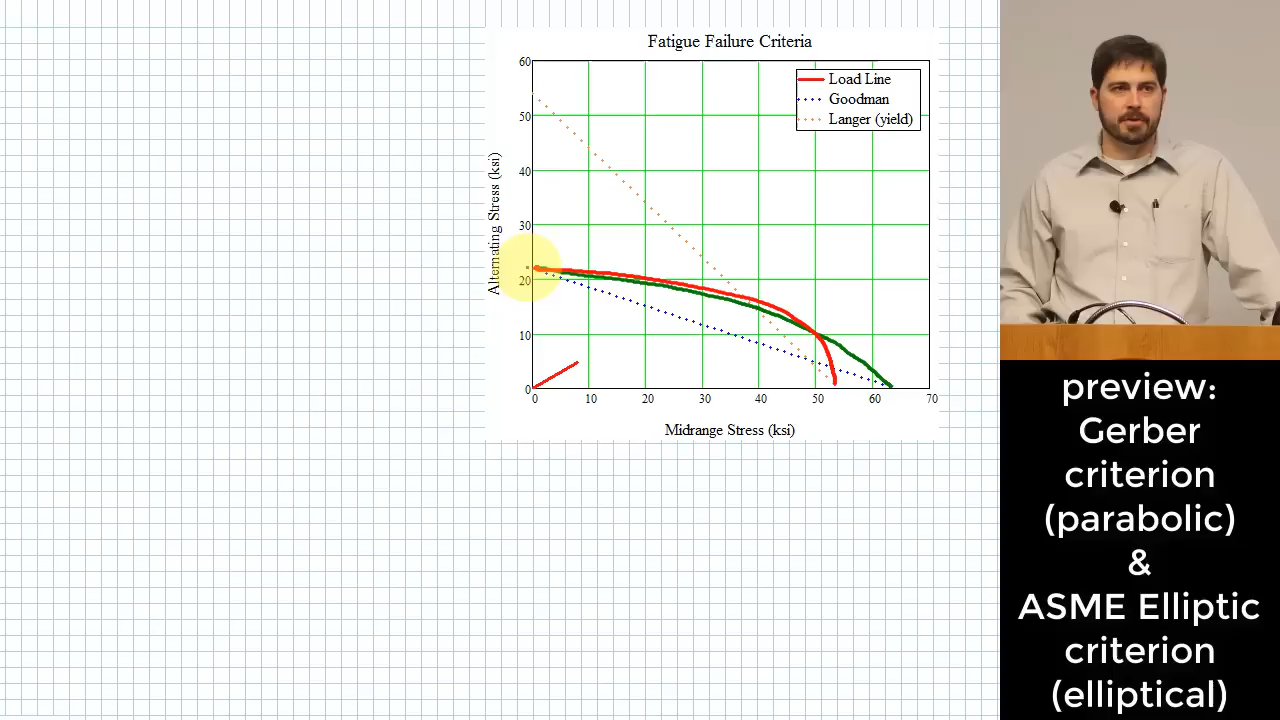 Fatigue Failure Criteria
Load Line
Goodman
Langer (yield)
Alternating Stress (ksi)
60
50
40
30
20
10
0
0 10 20 30 40 50 60 70
Midrange Stress (ksi)
preview:
Gerber
criterion
(parabolic)
&
ASME Elliptic
criterion
(elliptical)